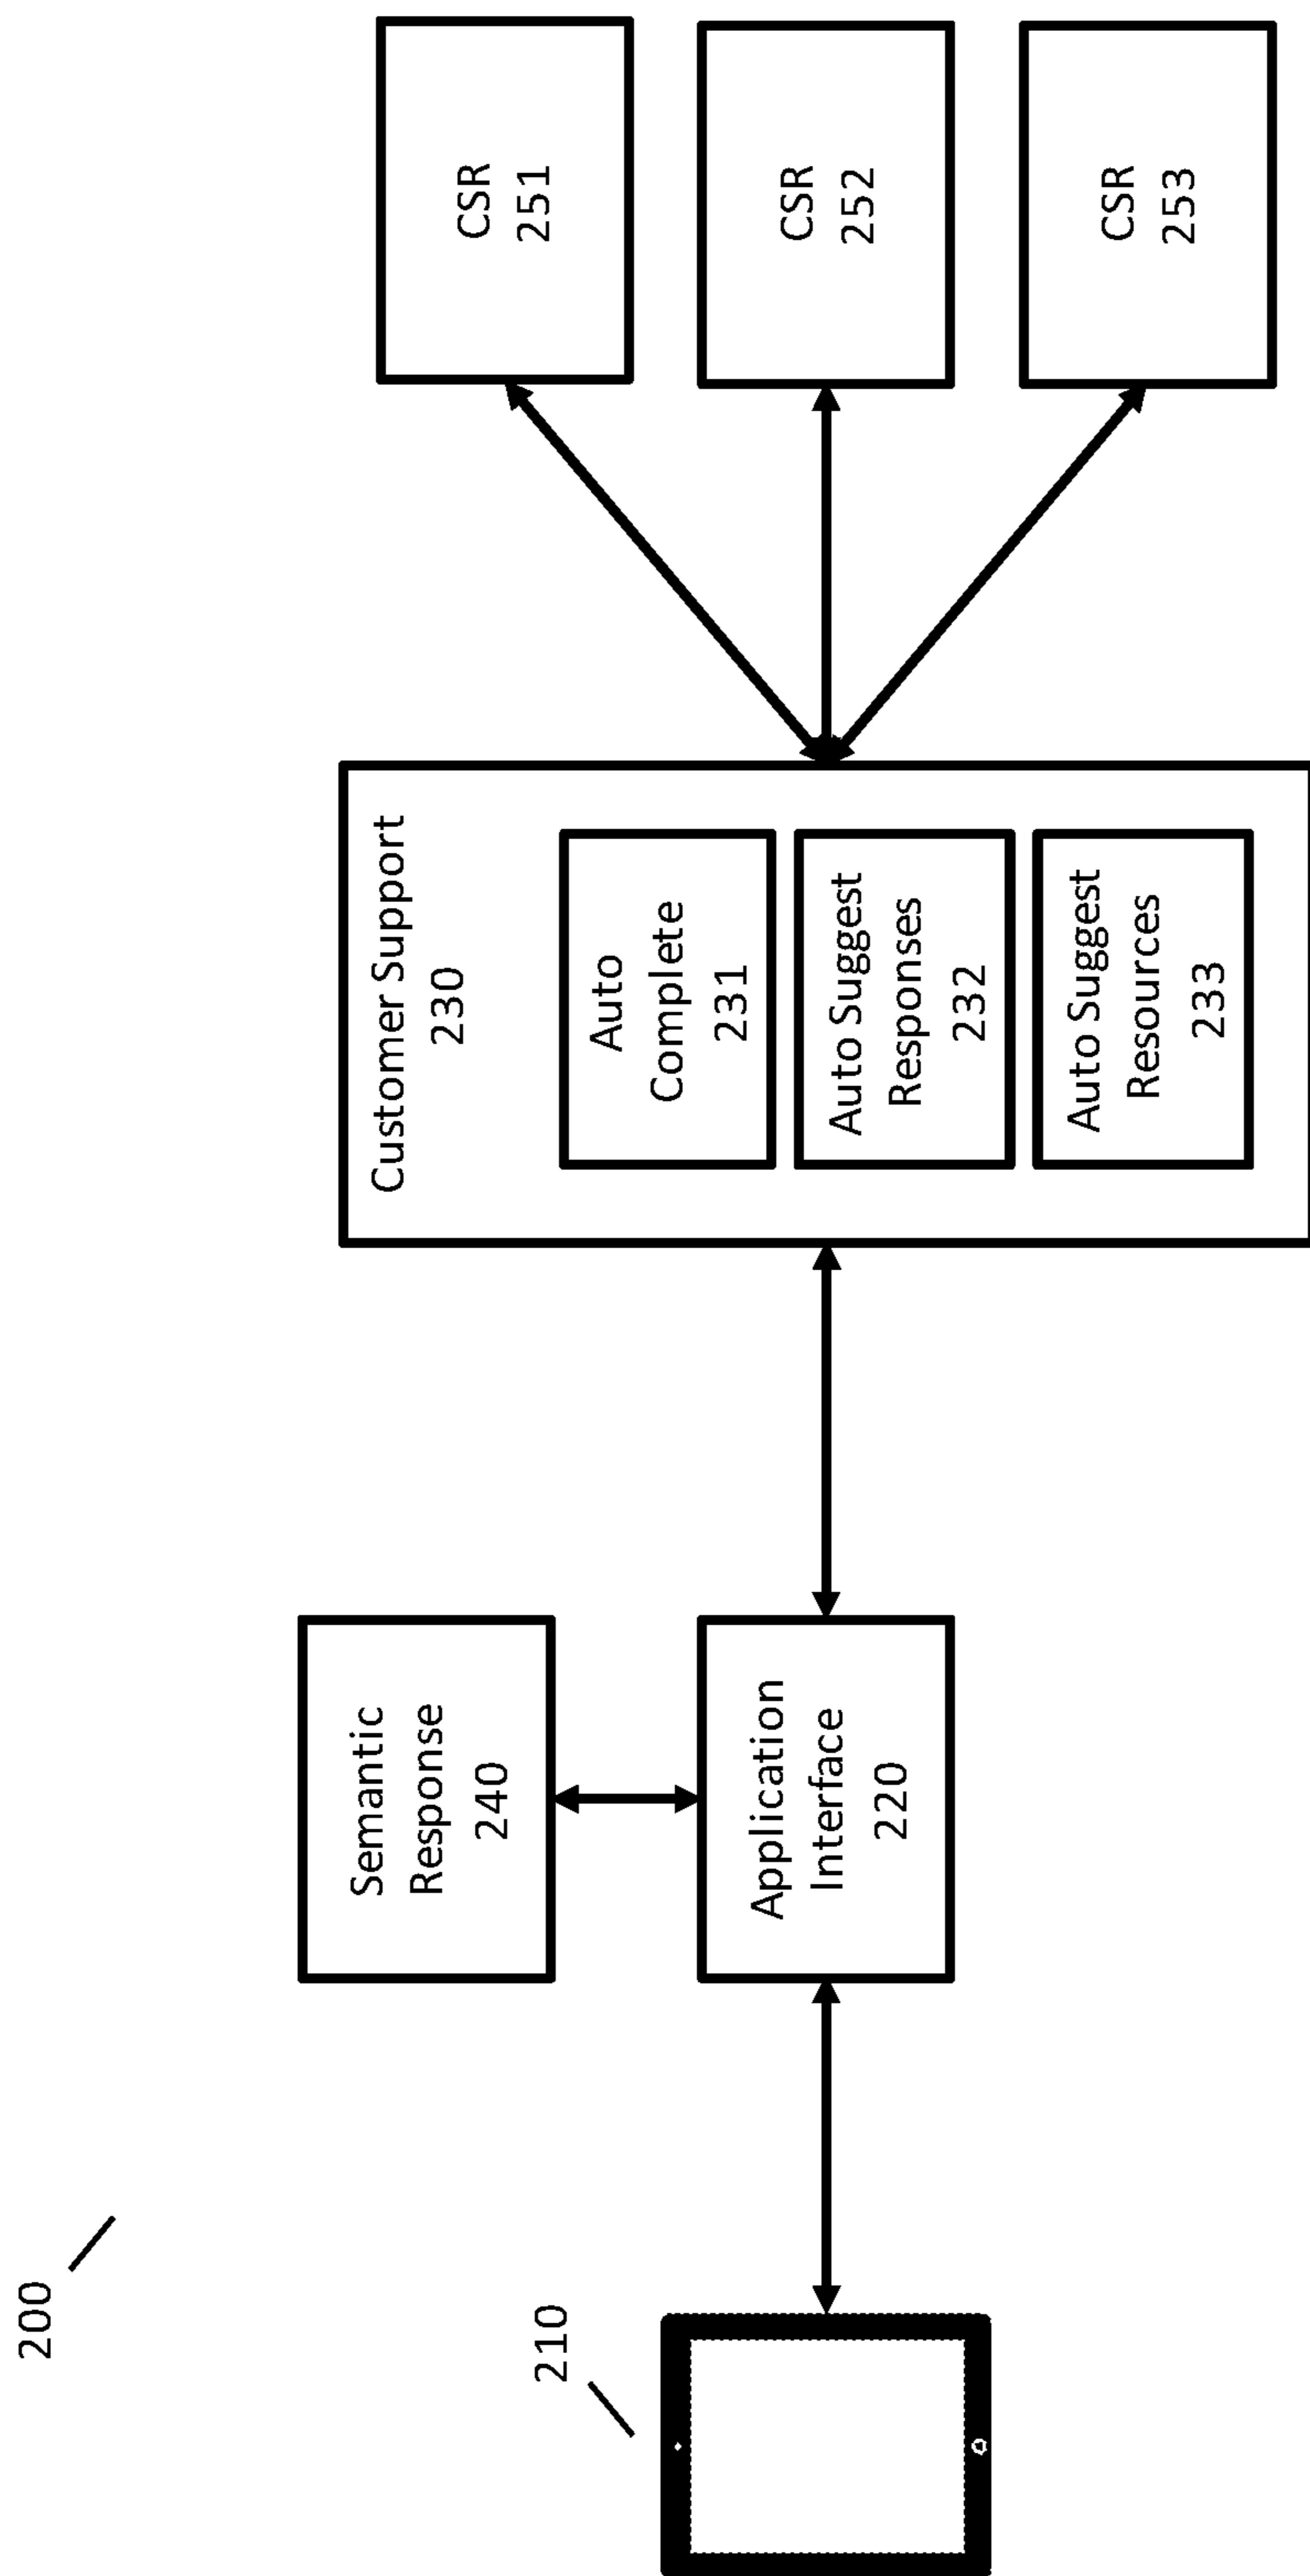 200
210
Semantic
Response
240
Application
Interface
220
Customer Support
230
Auto
Complete
231
Auto Suggest
Responses
232
Auto Suggest
Resources
233
CSR
251
CSR
252
CSR
253